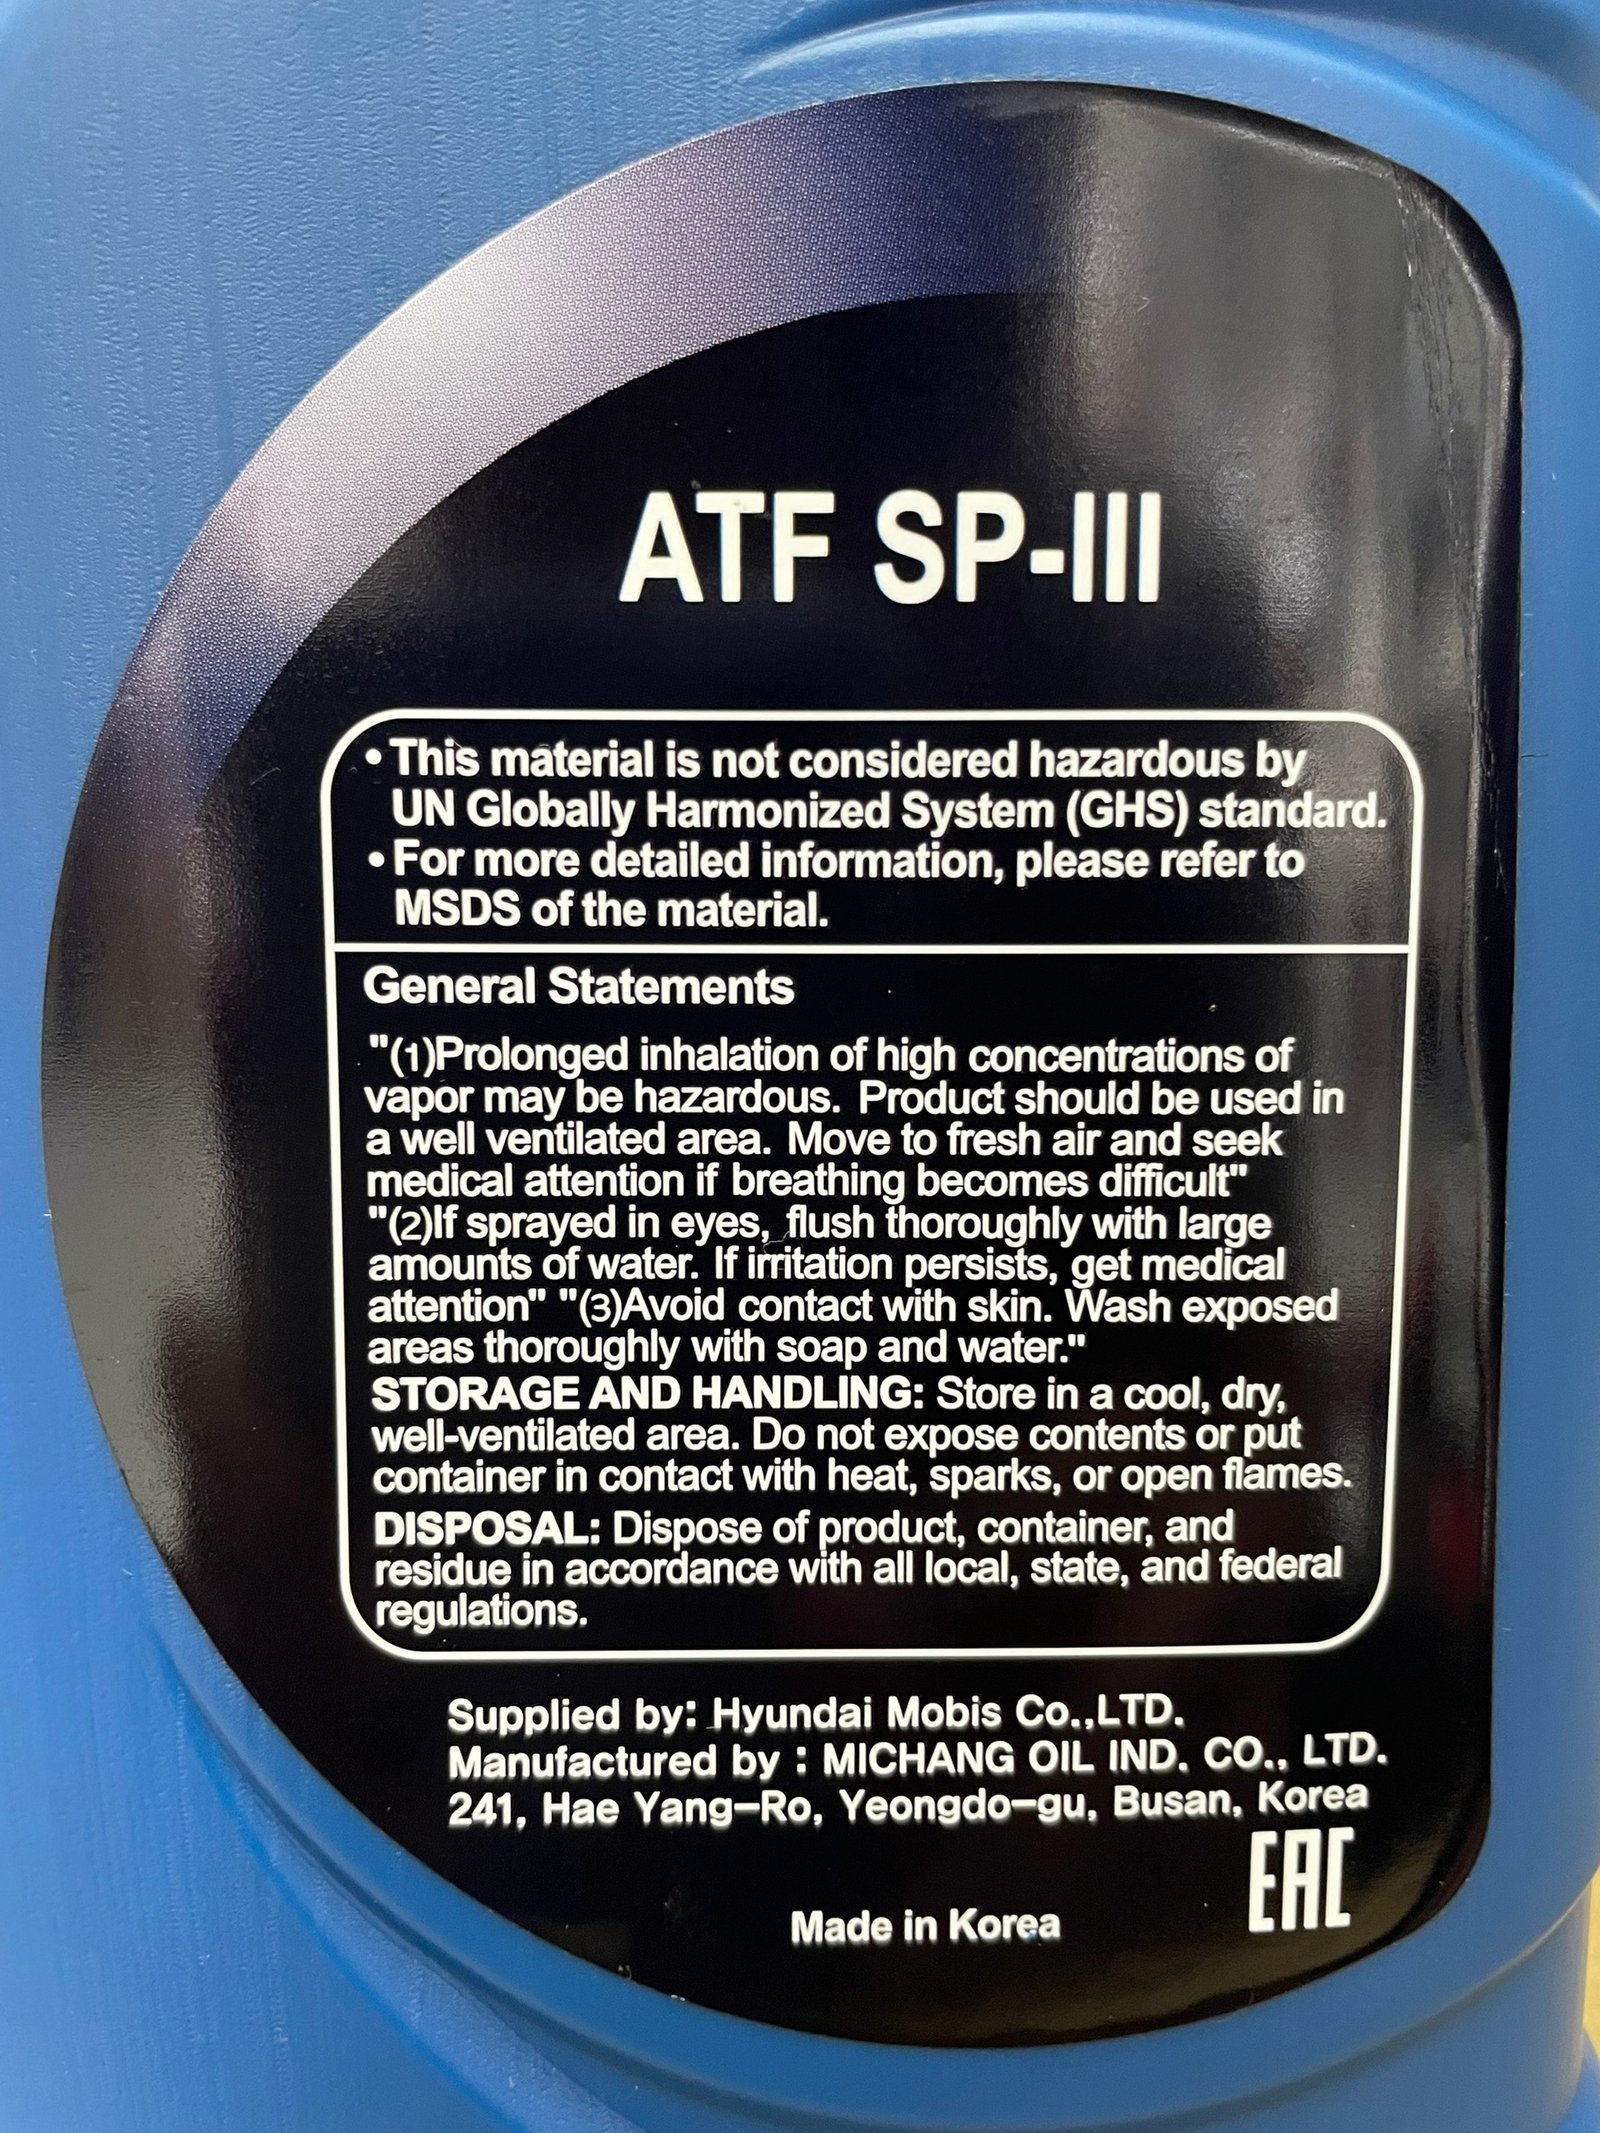 ATF SP-III
• This material is not considered hazardous by
UN Globally Harmonized System (GHS) standard.
• For more detailed information, please refer to
MSDS of the material.
General Statements
"(1)Prolonged inhalation of high concentrations of
vapor may be hazardous. Product should be used in
a well ventilated area. Move to fresh air and seek
medical attention if breathing becomes difficult"
"(2)If sprayed in eyes, flush thoroughly with large
amounts of water. If irritation persists, get medical
attention" "(3)Avoid contact with skin. Wash exposed
areas thoroughly with soap and water."
STORAGE AND HANDLING: Store in a cool, dry,
well-ventilated area. Do not expose contents or put
container in contact with heat, sparks, or open flames.
DISPOSAL: Dispose of product, container, and
residue in accordance with all local, state, and federal
regulations.
Supplied by: Hyundai Mobis Co.,LTD.
Manufactured by : MICHANG OIL IND. CO., LTD.
241, Hae Yang-Ro, Yeongdo-gu, Busan, Korea
EAC
Made in Korea